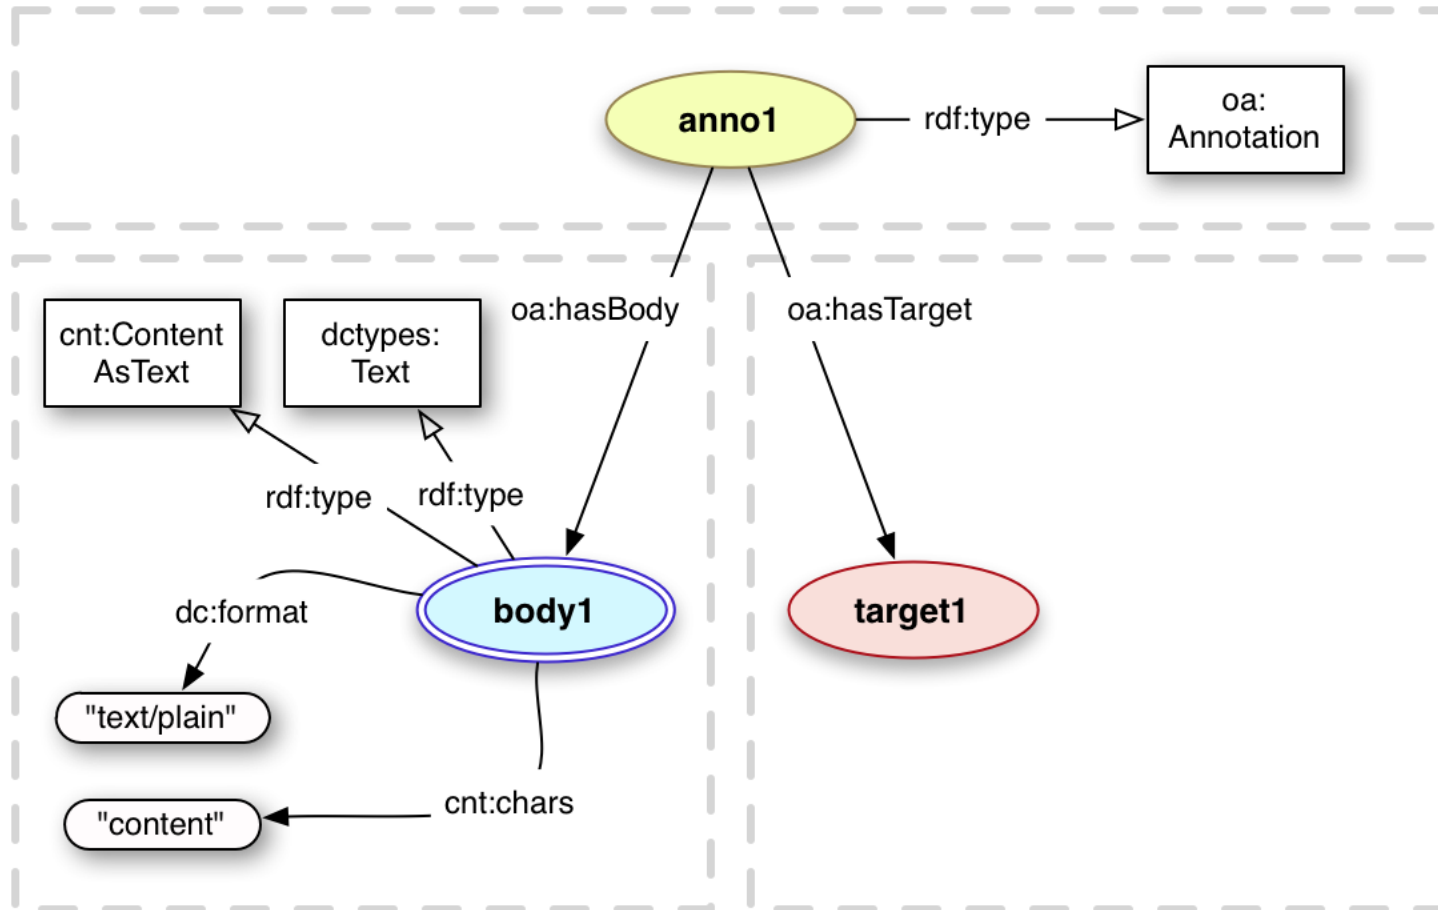 anno1
rdf:type
oa:
Annotation
oa:hasBody
oa:hasTarget
cnt:Content
AsText
dctypes:
Text
rdf:type
rdf:type
dc:format
body1
target1
"text/plain"
cnt:chars
"content"